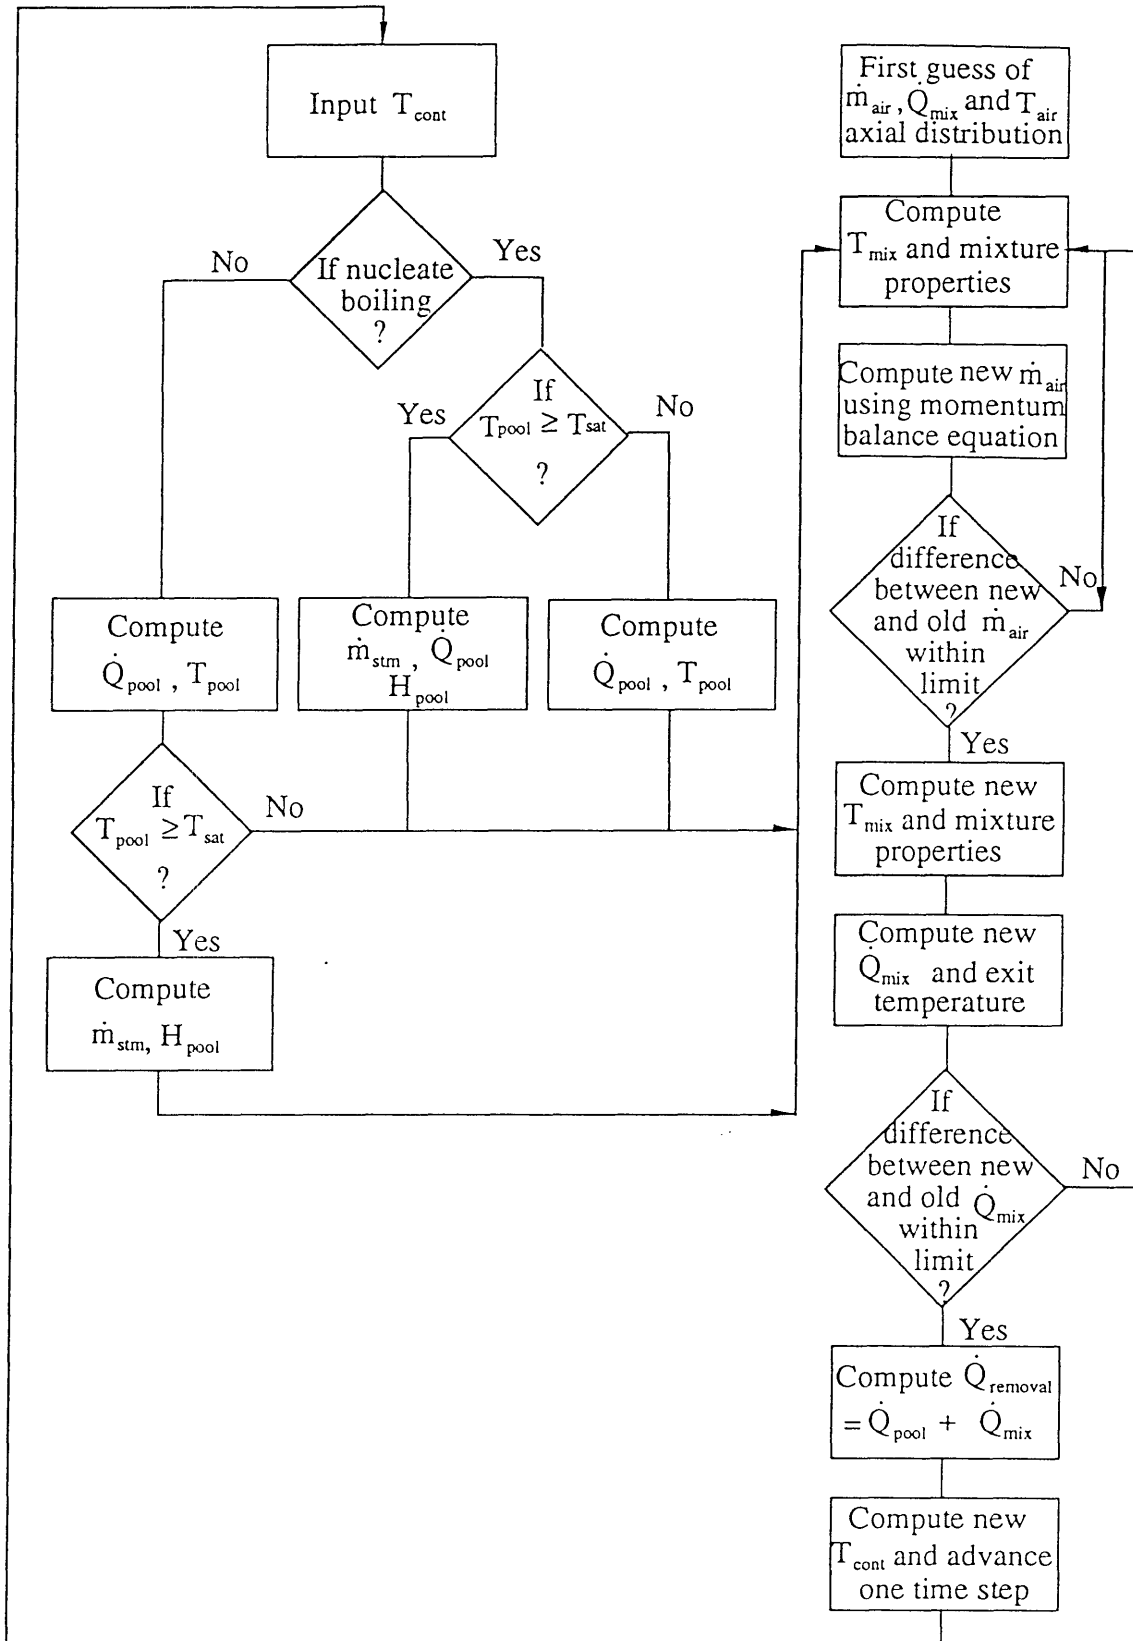 Input T_cont
If nucleate
boiling
?
No
Yes
If
T_pool ≥ T_sat
?
Yes
No
Compute
Q̇_pool , T_pool
Compute
ṁ_stm , Q̇_pool
H_pool
Compute
Q̇_pool , T_pool
If
T_pool ≥ T_sat
?
No
Yes
Compute
ṁ_stm, H_pool
First guess of
ṁ_air , Q̇_mix and T_air
axial distribution
Compute
T_mix and mixture
properties
Compute new ṁ_air
using momentum
balance equation
If
difference
between new
and old ṁ_air
within
limit
?
No
Yes
Compute new
T_mix and mixture
properties
Compute new
Q̇_mix and exit
temperature
If
difference
between new
and old Q̇_mix
within
limit
?
No
Yes
Compute Q̇_removal
= Q̇_pool + Q̇_mix
Compute new
T_cont and advance
one time step